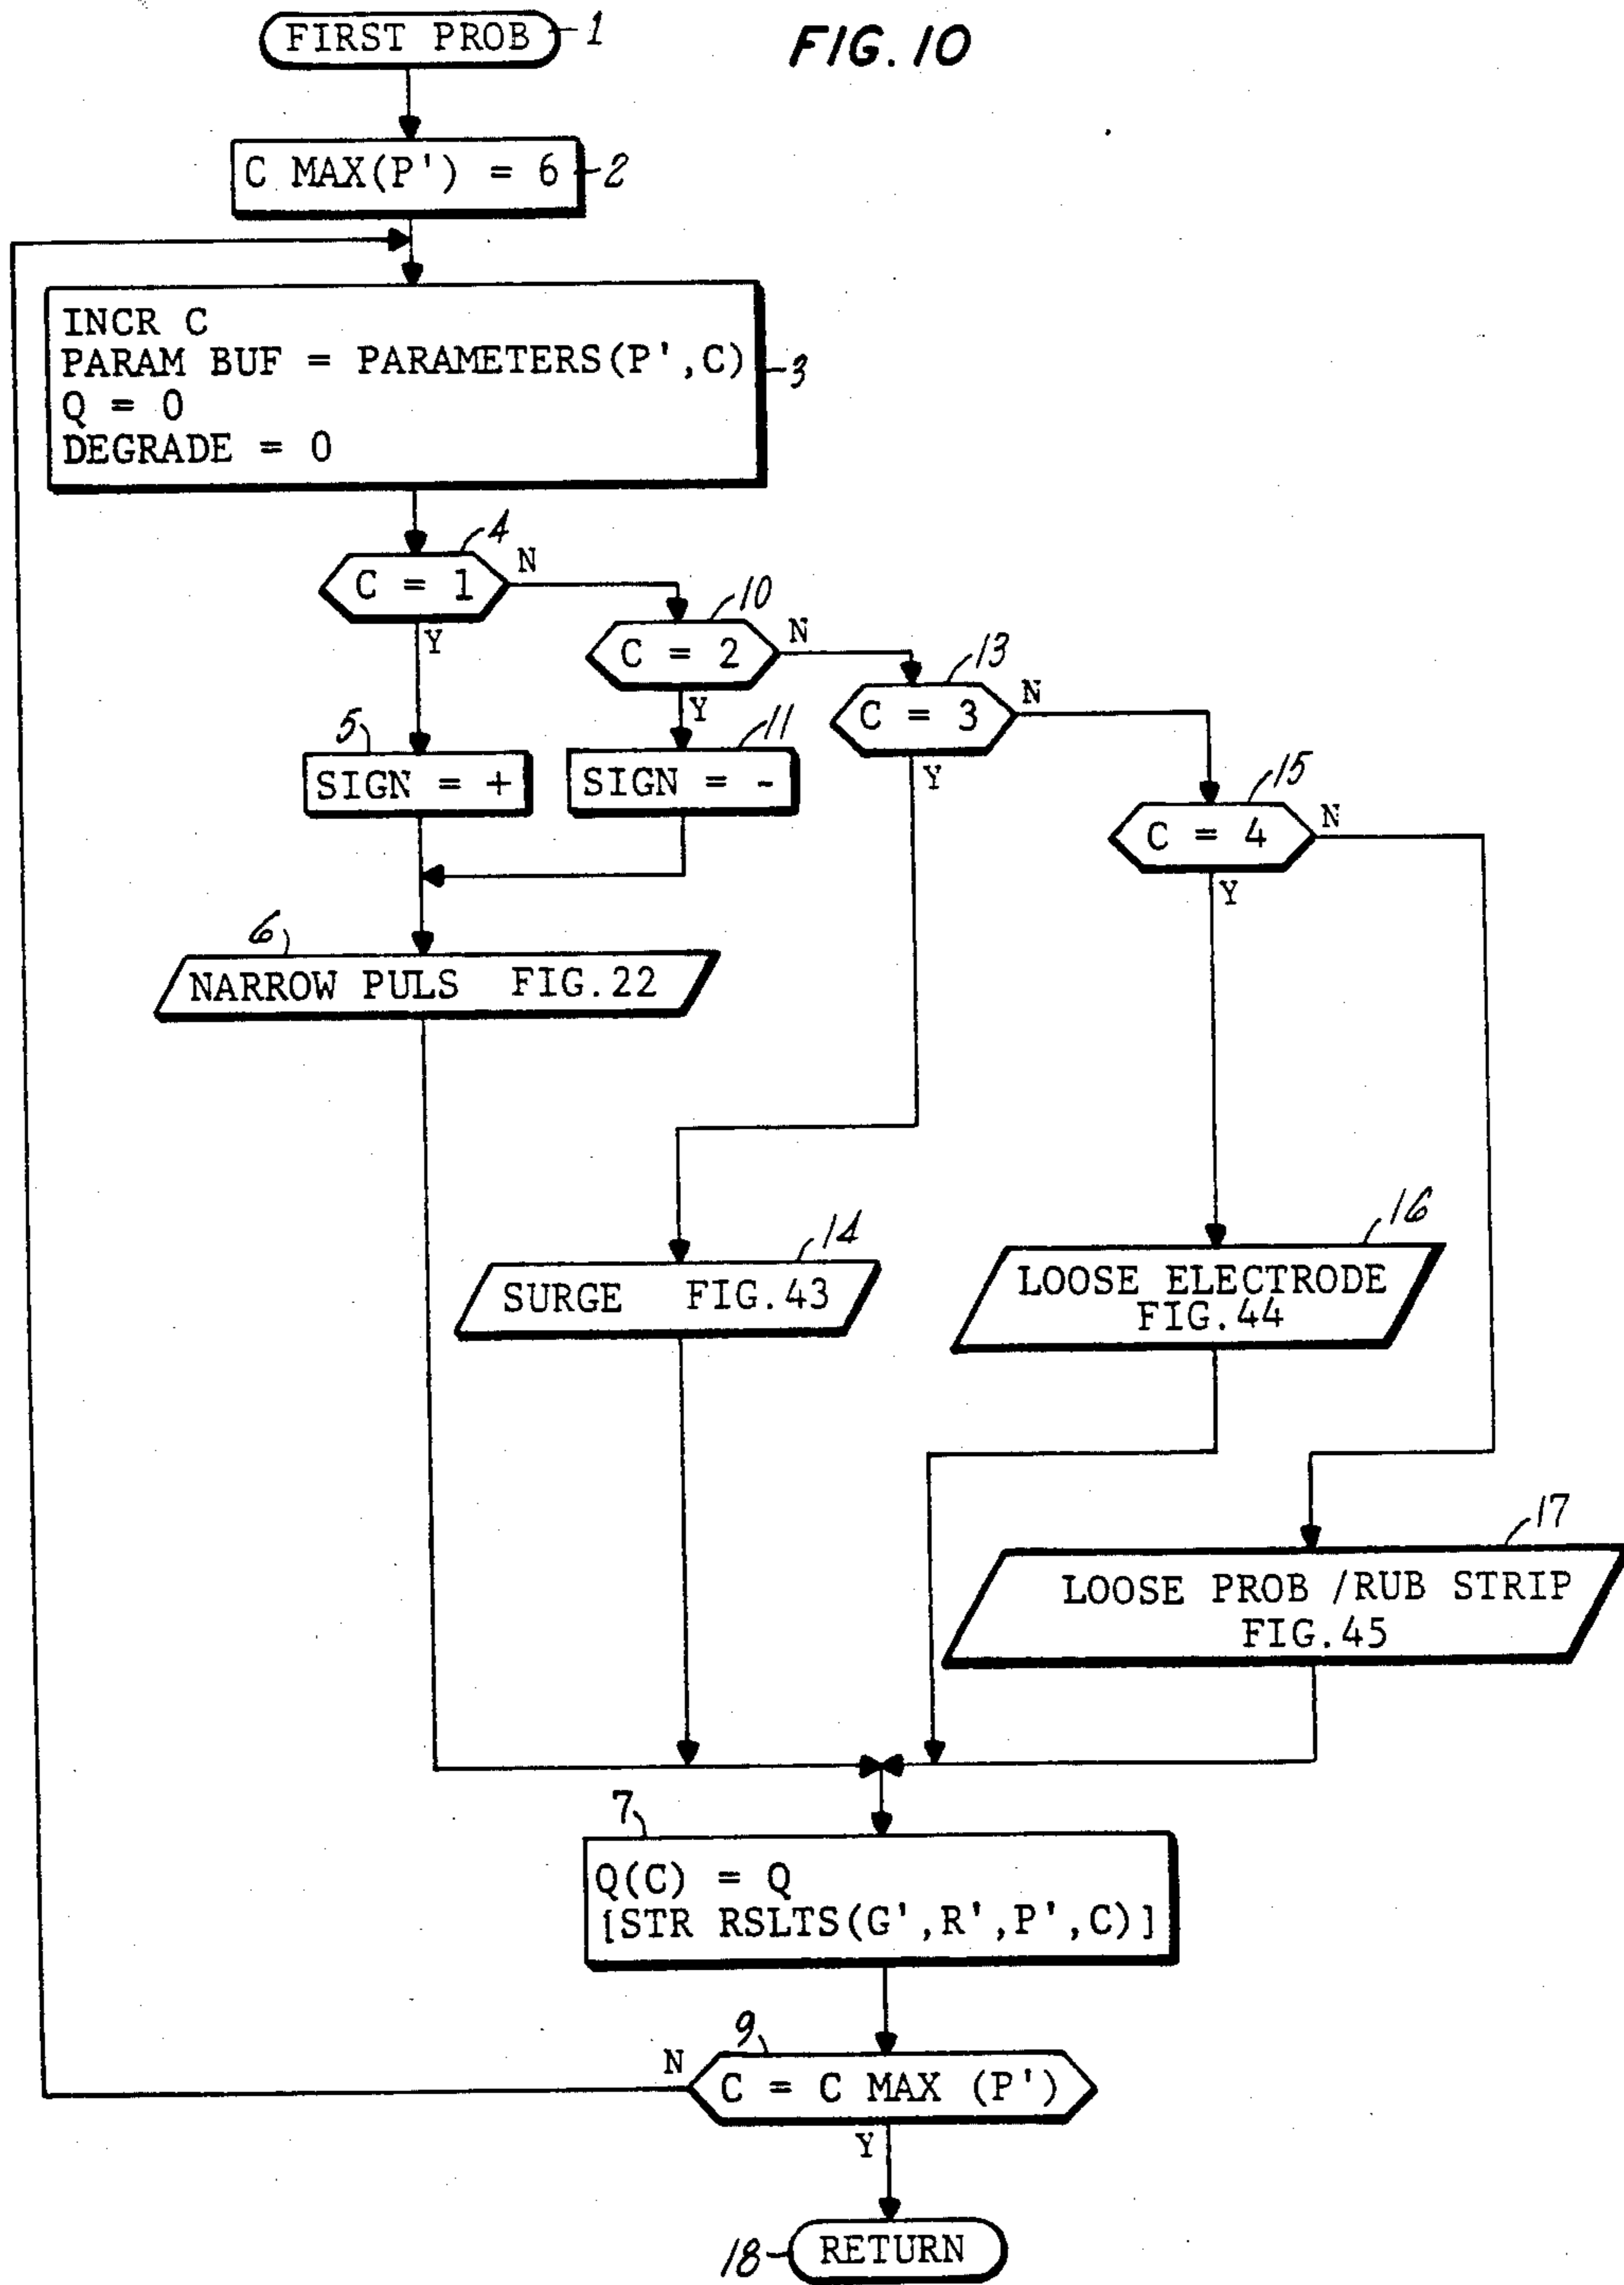 FIRST PROB
1
FIG. 10
C MAX(P') = 6
2
INCR C
PARAM BUF = PARAMETERS(P',C)
Q = 0
DEGRADE = 0
3
4
C = 1
N
Y
10
C = 2
N
Y
13
C = 3
N
Y
5
SIGN = +
11
SIGN = -
15
C = 4
N
Y
6
NARROW PULS FIG.22
14
SURGE FIG.43
16
LOOSE ELECTRODE
FIG.44
17
LOOSE PROB /RUB STRIP
FIG.45
7
Q(C) = Q
[STR RSLTS(G',R',P',C)]
9
N
C = C MAX (P')
Y
18
RETURN